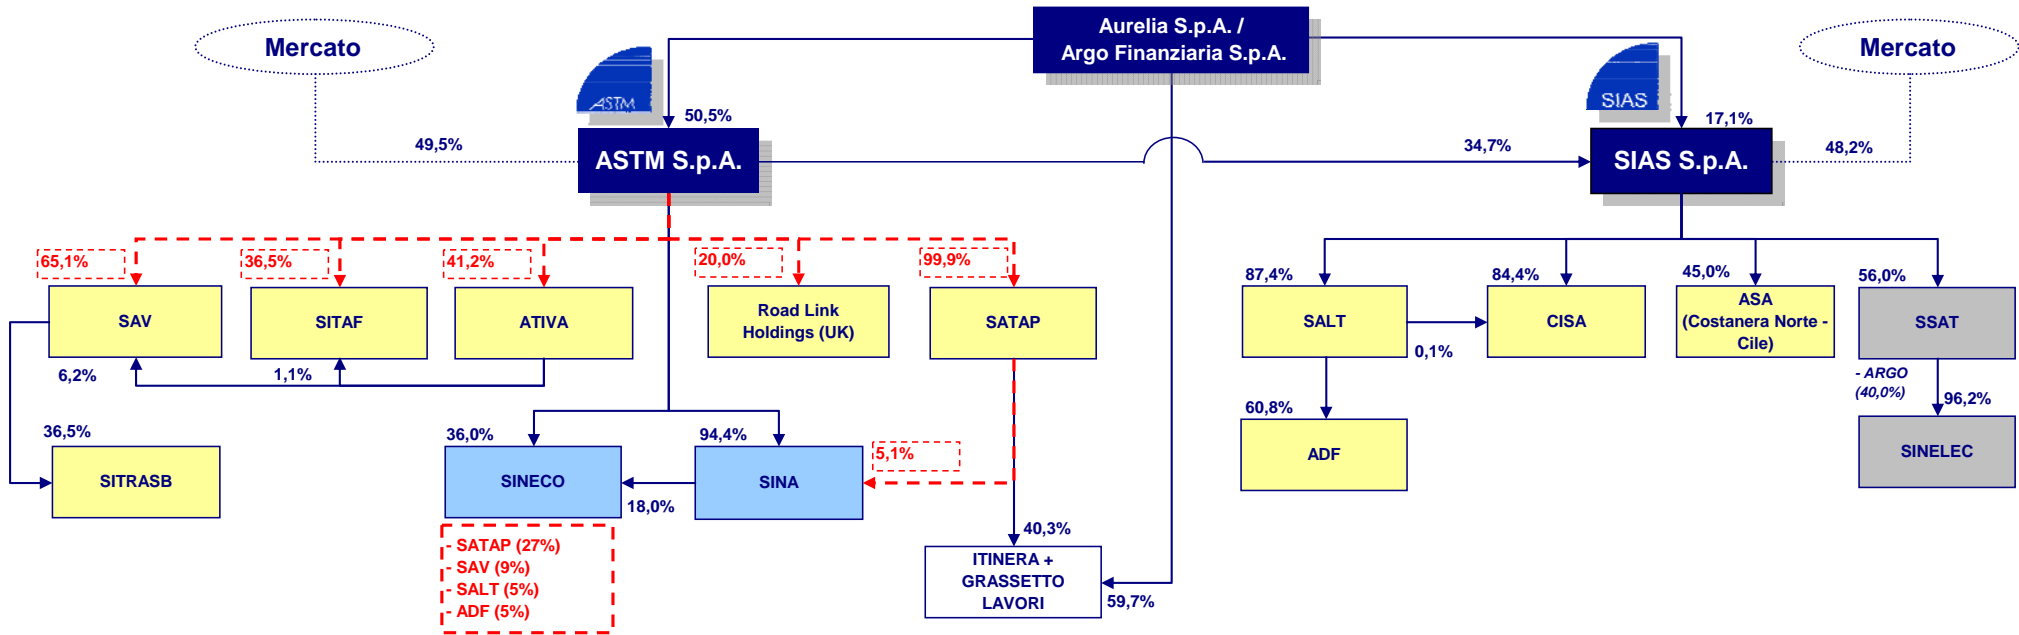 Aurelia S.p.A. /
Argo Finanziaria S.p.A.
Mercato
Mercato
ASTM
SIAS
50,5%
17,1%
49,5%
ASTM S.p.A.
34,7%
SIAS S.p.A.
48,2%
65,1%
36,5%
41,2%
20,0%
99,9%
87,4%
84,4%
45,0%
56,0%
SAV
SITAF
ATIVA
Road Link
Holdings (UK)
SATAP
SALT
CISA
ASA
(Costanera Norte -
Cile)
SSAT
0,1%
6,2%
1,1%
- ARGO
(40,0%)
96,2%
36,5%
36,0%
94,4%
5,1%
60,8%
SITRASB
SINECO
SINA
ADF
SINELEC
18,0%
40,3%
- SATAP (27%)
- SAV (9%)
- SALT (5%)
- ADF (5%)
ITINERA +
GRASSETTO
LAVORI
59,7%